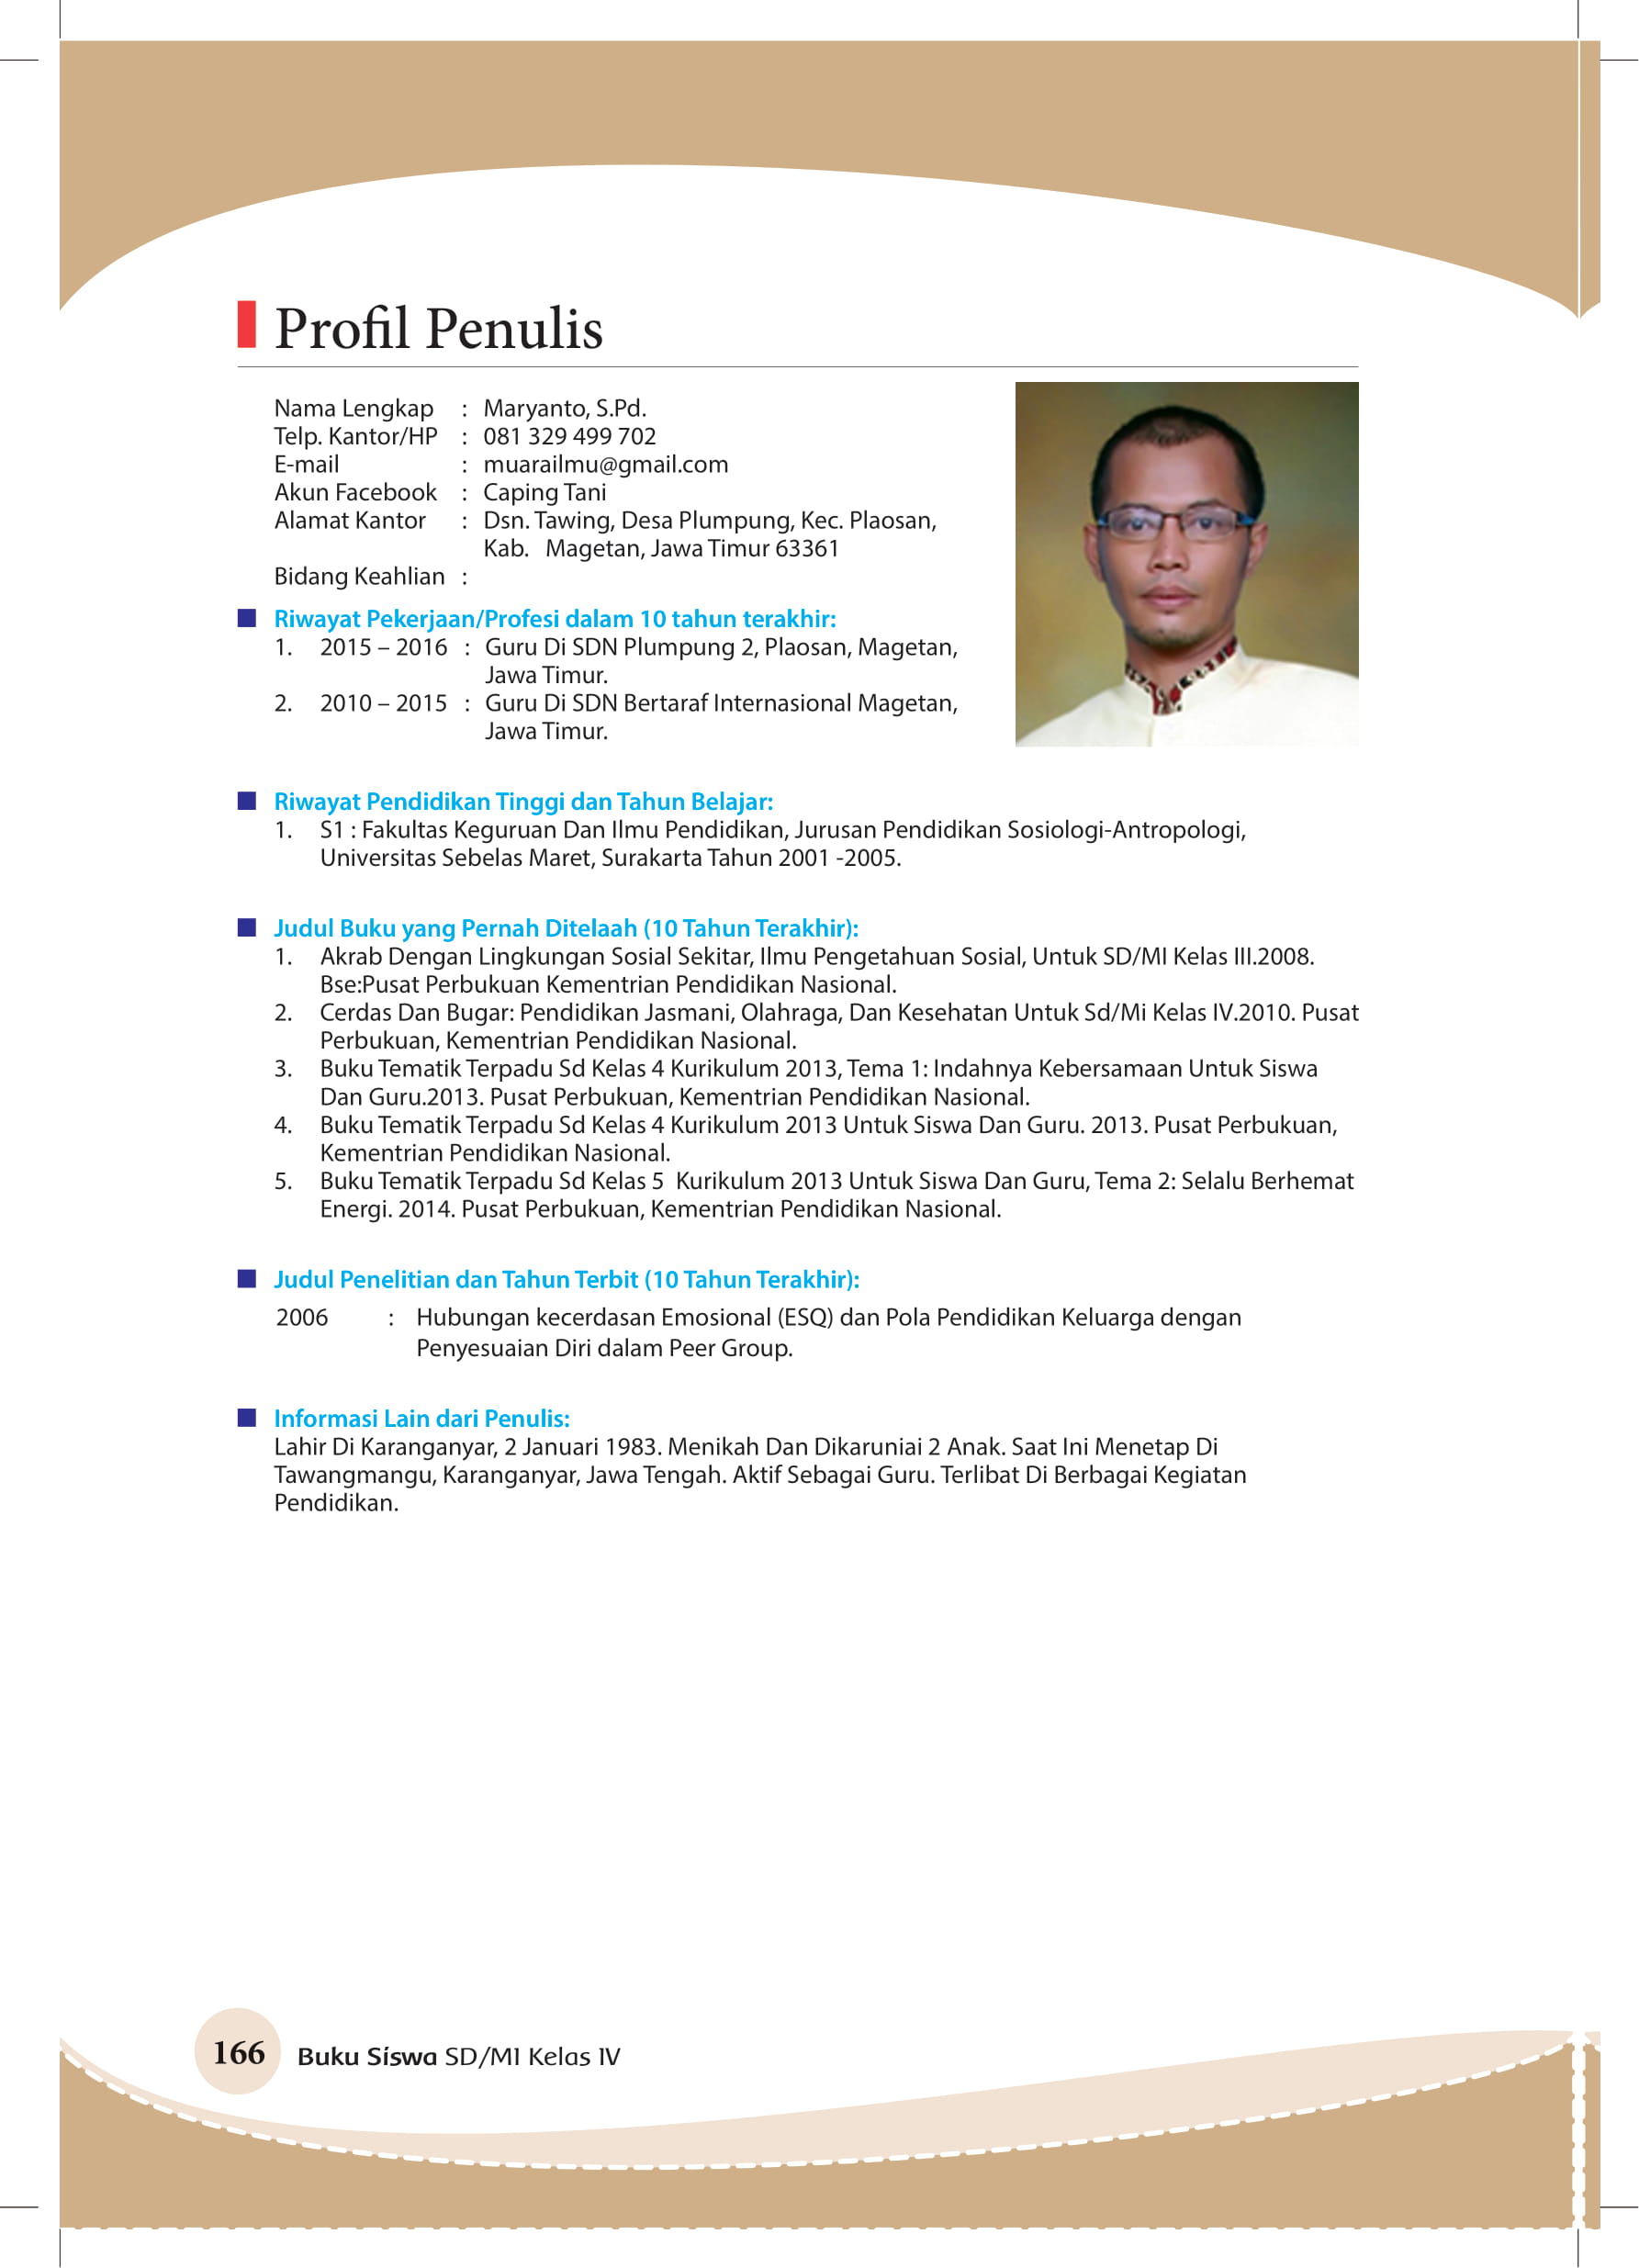 Profil Penulis
Nama Lengkap : Maryanto, S.Pd.
Telp. Kantor/HP : 081 329 499 702
E-mail : muarailmu@gmail.com
Akun Facebook : Caping Tani
Alamat Kantor : Dsn. Tawing, Desa Plumpung, Kec. Plaosan,
Kab. Magetan, Jawa Timur 63361
Bidang Keahlian :
Riwayat Pekerjaan/Profesi dalam 10 tahun terakhir:
1. 2015 – 2016 : Guru Di SDN Plumpung 2, Plaosan, Magetan,
Jawa Timur.
2. 2010 – 2015 : Guru Di SDN Bertaraf Internasional Magetan,
Jawa Timur.
Riwayat Pendidikan Tinggi dan Tahun Belajar:
1. S1 : Fakultas Keguruan Dan Ilmu Pendidikan, Jurusan Pendidikan Sosiologi-Antropologi,
Universitas Sebelas Maret, Surakarta Tahun 2001 -2005.
Judul Buku yang Pernah Ditelaah (10 Tahun Terakhir):
1. Akrab Dengan Lingkungan Sosial Sekitar, Ilmu Pengetahuan Sosial, Untuk SD/MI Kelas III.2008.
Bse:Pusat Perbukuan Kementrian Pendidikan Nasional.
2. Cerdas Dan Bugar: Pendidikan Jasmani, Olahraga, Dan Kesehatan Untuk Sd/Mi Kelas IV.2010. Pusat
Perbukuan, Kementrian Pendidikan Nasional.
3. Buku Tematik Terpadu Sd Kelas 4 Kurikulum 2013, Tema 1: Indahnya Kebersamaan Untuk Siswa
Dan Guru.2013. Pusat Perbukuan, Kementrian Pendidikan Nasional.
4. Buku Tematik Terpadu Sd Kelas 4 Kurikulum 2013 Untuk Siswa Dan Guru. 2013. Pusat Perbukuan,
Kementrian Pendidikan Nasional.
5. Buku Tematik Terpadu Sd Kelas 5 Kurikulum 2013 Untuk Siswa Dan Guru, Tema 2: Selalu Berhemat
Energi. 2014. Pusat Perbukuan, Kementrian Pendidikan Nasional.
Judul Penelitian dan Tahun Terbit (10 Tahun Terakhir):
2006 : Hubungan kecerdasan Emosional (ESQ) dan Pola Pendidikan Keluarga dengan
Penyesuaian Diri dalam Peer Group.
Informasi Lain dari Penulis:
Lahir Di Karanganyar, 2 Januari 1983. Menikah Dan Dikaruniai 2 Anak. Saat Ini Menetap Di
Tawangmangu, Karanganyar, Jawa Tengah. Aktif Sebagai Guru. Terlibat Di Berbagai Kegiatan
Pendidikan.
166 Buku Siswa SD/MI Kelas IV